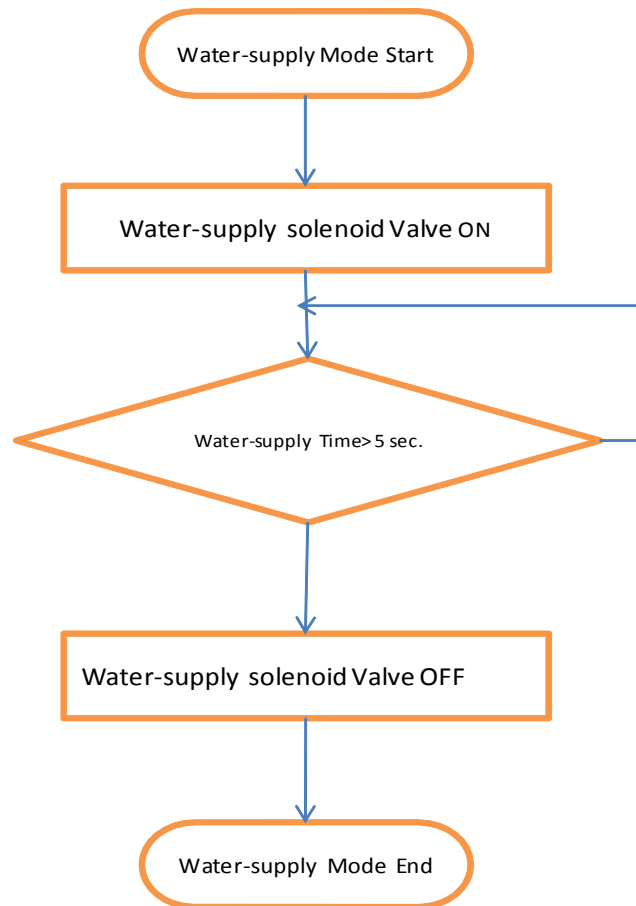 Water-supply Mode Start
Water-supply solenoid Valve ON
Water-supply Time> 5 sec.
Water-supply solenoid Valve OFF
Water-supply Mode End